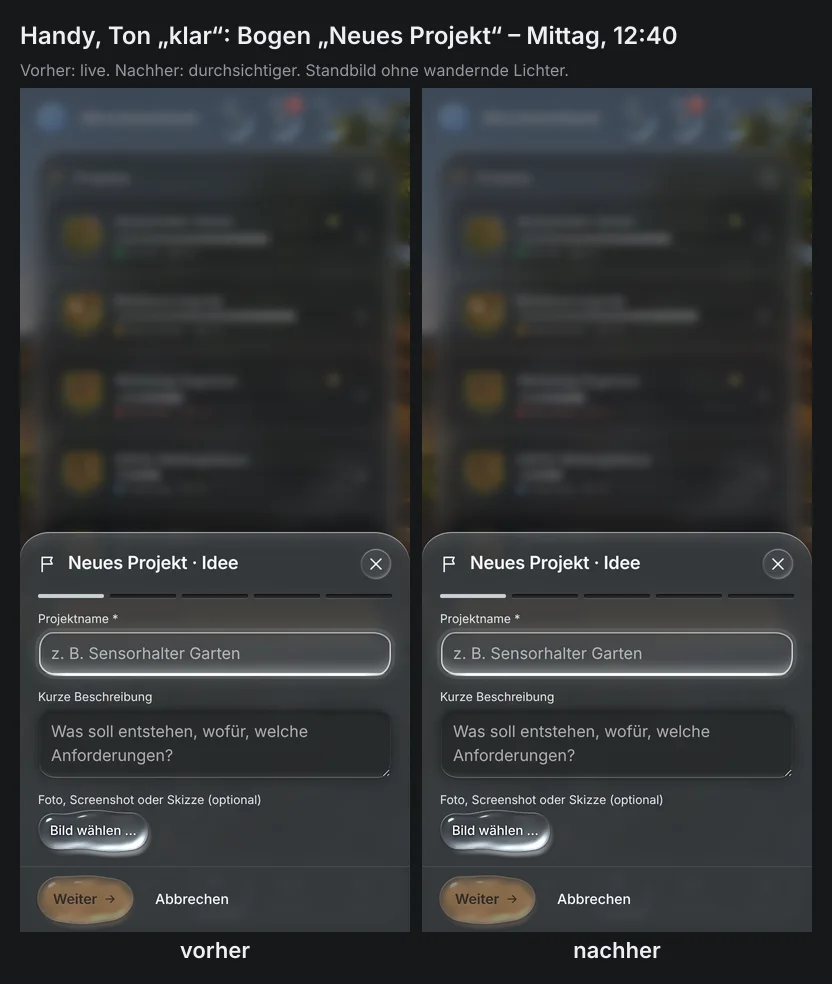 Handy, Ton „klar“: Bogen „Neues Projekt“ – Mittag, 12:40
Vorher: live. Nachher: durchsichtiger. Standbild ohne wandernde Lichter.
Neues Projekt · Idee
Projektname *
z. B. Sensorhalter Garten
Kurze Beschreibung
Was soll entstehen, wofür, welche
Anforderungen?
Foto, Screenshot oder Skizze (optional)
Bild wählen ...
Weiter →
Abbrechen
vorher
Neues Projekt · Idee
Projektname *
z. B. Sensorhalter Garten
Kurze Beschreibung
Was soll entstehen, wofür, welche
Anforderungen?
Foto, Screenshot oder Skizze (optional)
Bild wählen ...
Weiter →
Abbrechen
nachher